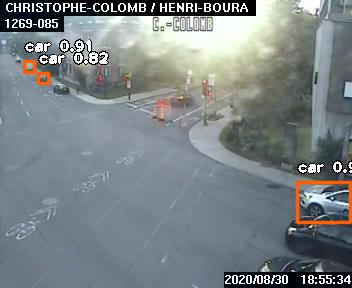 CHRISTOPHE-COLOMB / HENRI-BOURA
1269-085
C.-COLOMB
car 0.91
car 0.82
car 0.9
2020/08/30 18:55:34